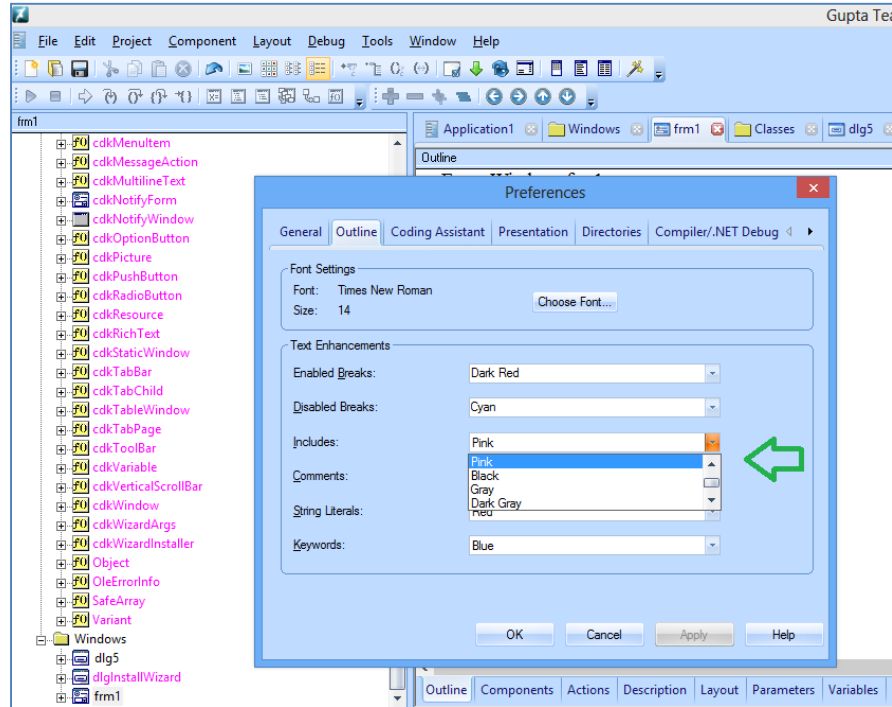 Gupta Tea
File Edit Project Component Layout Debug Tools Window Help
frm1
Application1 Windows frm1 Classes dlg5
Outline
cdkMenuItem
cdkMessageAction
cdkMultilineText
cdkNotifyForm
cdkNotifyWindow
cdkOptionButton
cdkPicture
cdkPushButton
cdkRadioButton
cdkResource
cdkRichText
cdkStaticWindow
cdkTabBar
cdkTabChild
cdkTableWindow
cdkTabPage
cdkToolBar
cdkVariable
cdkVerticalScrollBar
cdkWindow
cdkWizardArgs
cdkWizardInstaller
Object
OleErrorInfo
SafeArray
Variant
Windows
dlg5
dlgInstallWizard
frm1
Preferences
General Outline Coding Assistant Presentation Directories Compiler/.NET Debug
Font Settings
Font: Times New Roman
Size: 14
Choose Font...
Text Enhancements
Enabled Breaks: Dark Red
Disabled Breaks: Cyan
Includes: Pink
Pink
Black
Gray
Dark Gray
Comments:
String Literals: Red
Keywords: Blue
OK Cancel Apply Help
Outline Components Actions Description Layout Parameters Variables